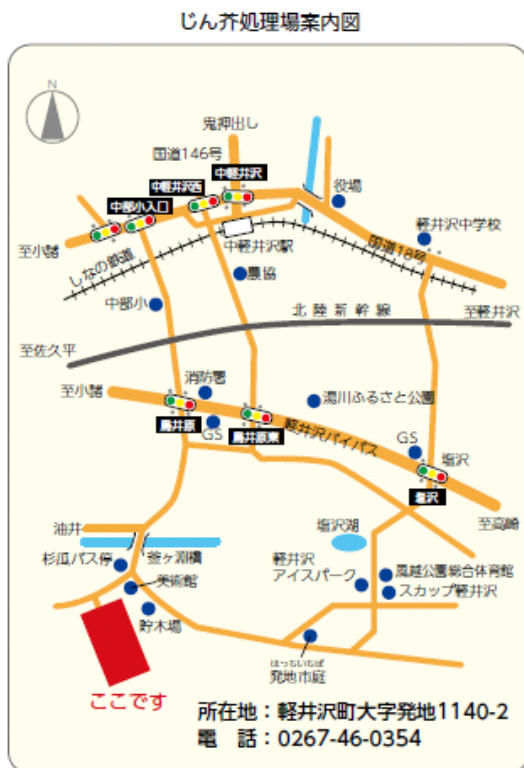 じん芥処理場案内図
N
鬼押出し
国道146号
中軽井沢
中軽井沢西
役場
中部小入口
軽井沢中学校
至小諸
中軽井沢駅
国道18号
しなの鉄道
農協
中部小
北陸新幹線
至軽井沢
至佐久平
消防署
至小諸
湯川ふるさと公園
鳥井原
GS
鳥井原東
軽井沢バイパス
GS
塩沢
塩沢
至高崎
油井
塩沢湖
杉瓜バス停
釜ヶ淵橋
軽井沢
アイスパーク
風越公園総合体育館
スカップ軽井沢
美術館
貯木場
ほっちいちば
発地市庭
ここです
所在地：軽井沢町大字発地1140-2
電　話：0267-46-0354